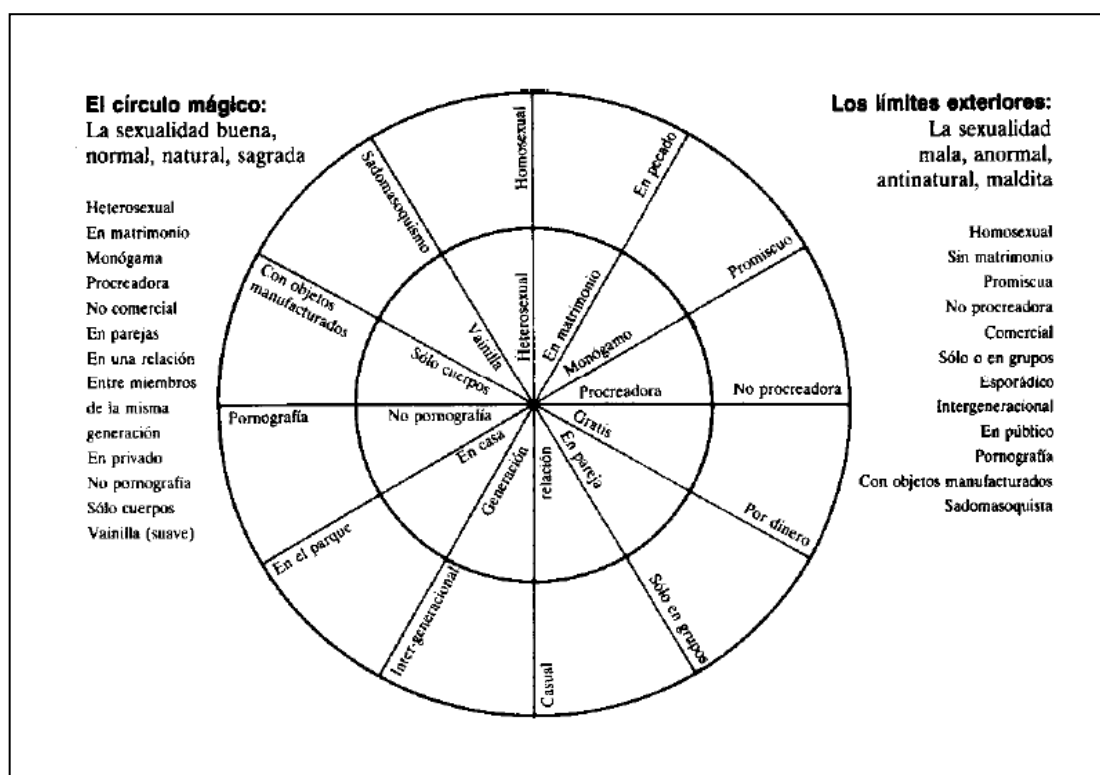 El círculo mágico:
La sexualidad buena,
normal, natural, sagrada
Heterosexual
En matrimonio
Monógama
Procreadora
No comercial
En parejas
En una relación
Entre miembros
de la misma
generación
En privado
No pornografía
Sólo cuerpos
Vainilla (suave)
Homosexual
En pecado
Promiscuo
No procreadora
Por dinero
Sólo en grupos
Casual
Inter-generacional
En el parque
Pornografía
Con objetos
manufacturados
Sadomasoquismo
Heterosexual
En matrimonio
Monógamo
Procreadora
Gratis
En pareja
relación
Generación
En casa
No pornografía
Sólo cuerpos
Vainilla
Los límites exteriores:
La sexualidad
mala, anormal,
antinatural, maldita
Homosexual
Sin matrimonio
Promiscua
No procreadora
Comercial
Sólo o en grupos
Esporádico
Intergeneracional
En público
Pornografía
Con objetos manufacturados
Sadomasoquista